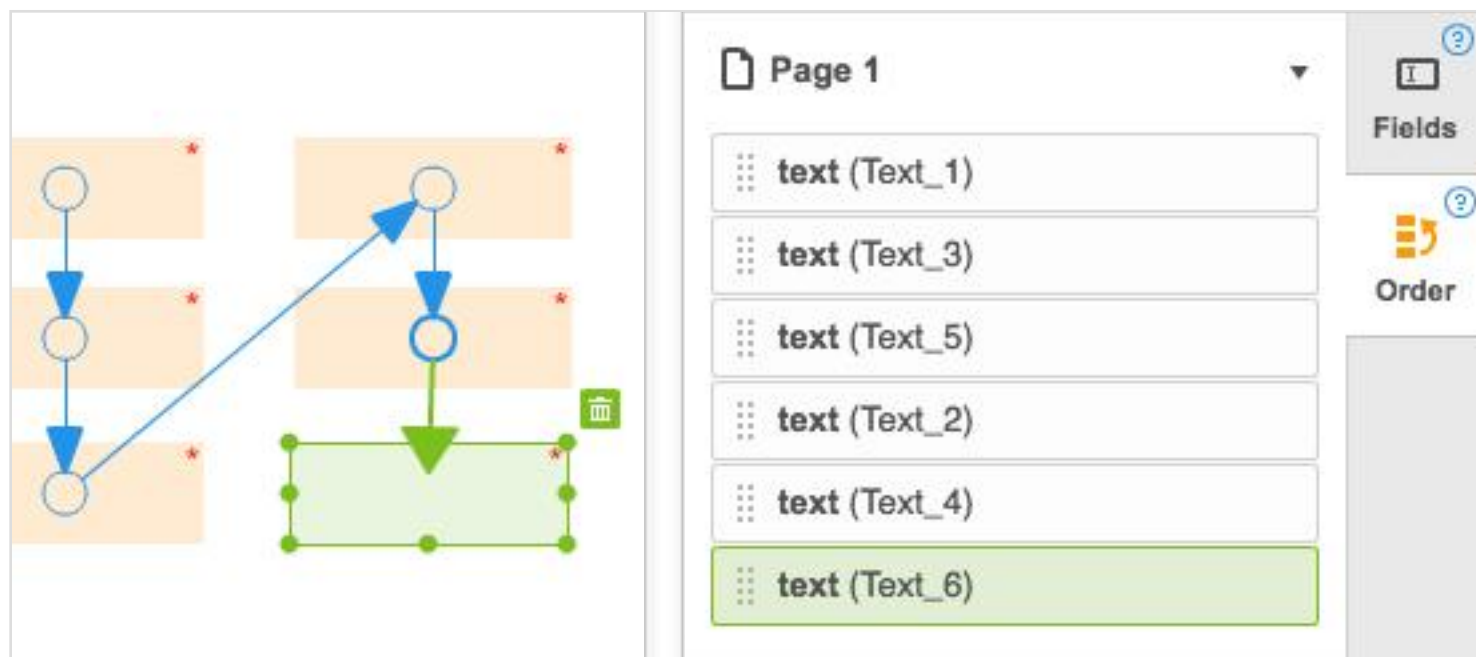 *
*
*
*
*
*
Page 1
text (Text_1)
text (Text_3)
text (Text_5)
text (Text_2)
text (Text_4)
text (Text_6)
?
Fields
?
Order